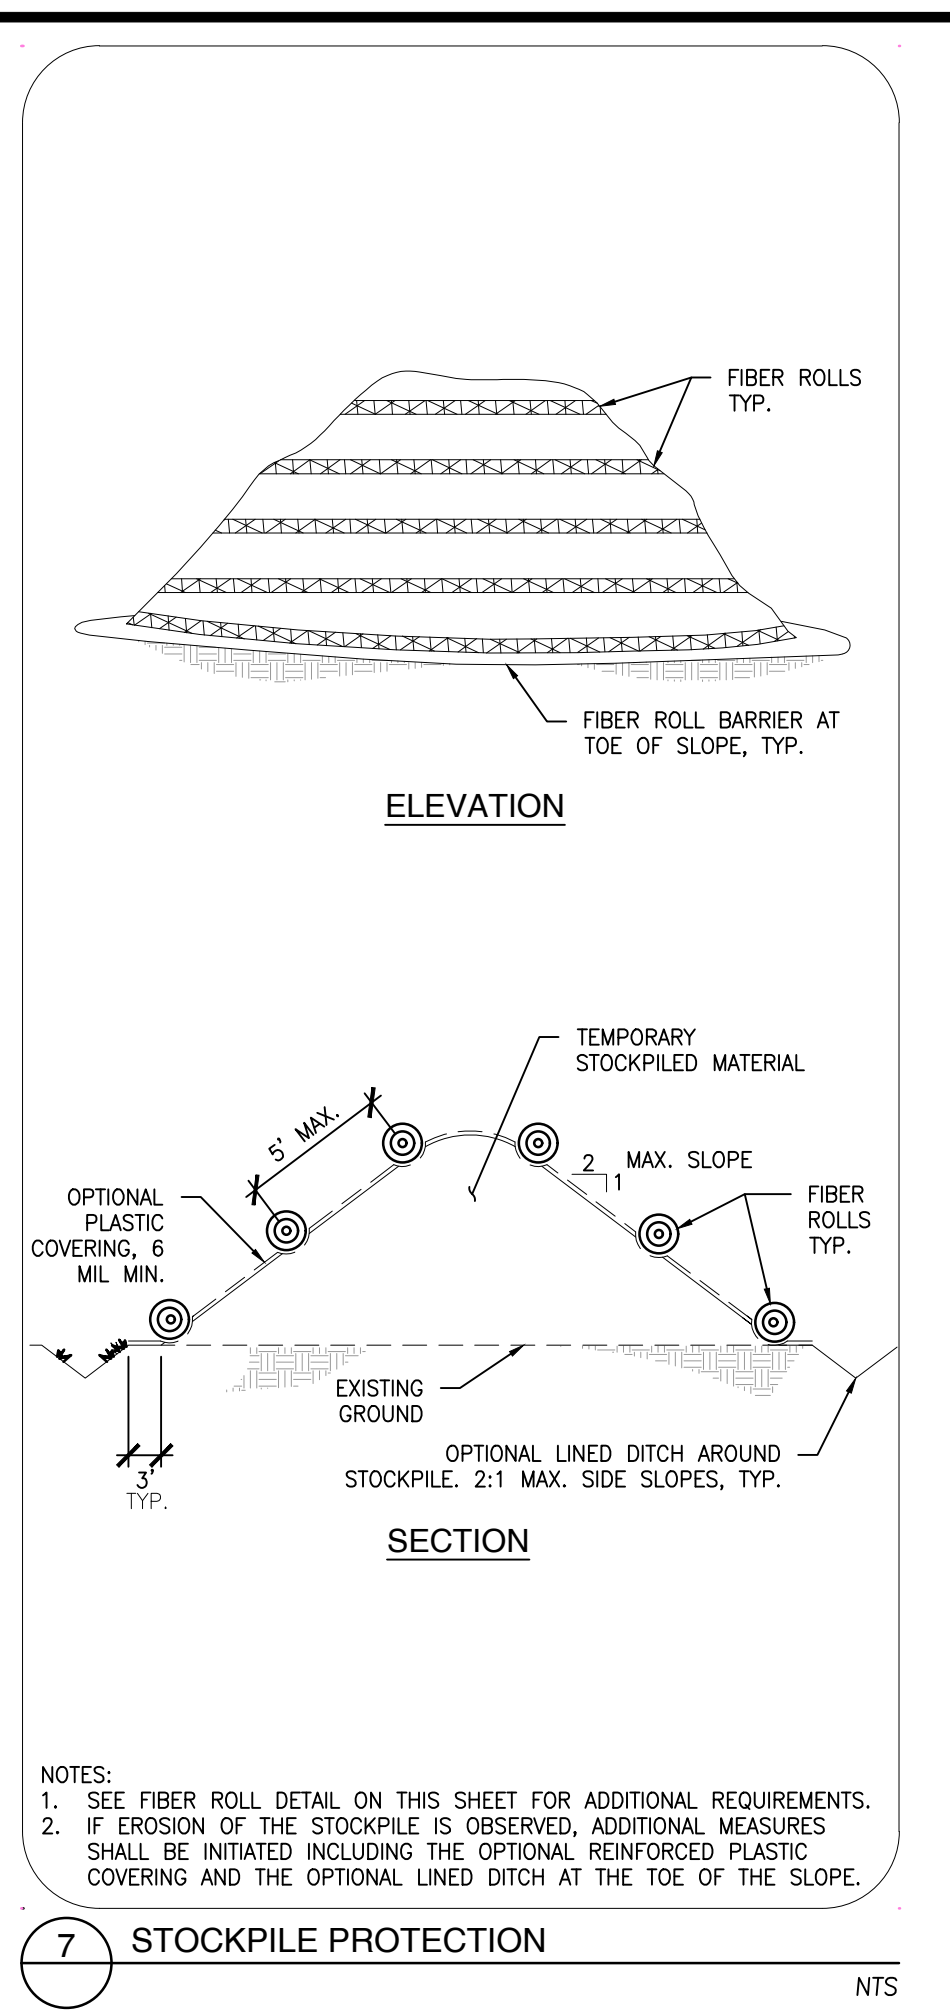 FIBER ROLLS
TYP.
FIBER ROLL BARRIER AT
TOE OF SLOPE, TYP.
ELEVATION
TEMPORARY
STOCKPILED MATERIAL
5' MAX.
2
1
MAX. SLOPE
OPTIONAL
PLASTIC
COVERING, 6
MIL MIN.
FIBER
ROLLS
TYP.
EXISTING
GROUND
OPTIONAL LINED DITCH AROUND
STOCKPILE. 2:1 MAX. SIDE SLOPES, TYP.
3'
TYP.
SECTION
NOTES:
1. SEE FIBER ROLL DETAIL ON THIS SHEET FOR ADDITIONAL REQUIREMENTS.
2. IF EROSION OF THE STOCKPILE IS OBSERVED, ADDITIONAL MEASURES
SHALL BE INITIATED INCLUDING THE OPTIONAL REINFORCED PLASTIC
COVERING AND THE OPTIONAL LINED DITCH AT THE TOE OF THE SLOPE.
7 STOCKPILE PROTECTION
NTS